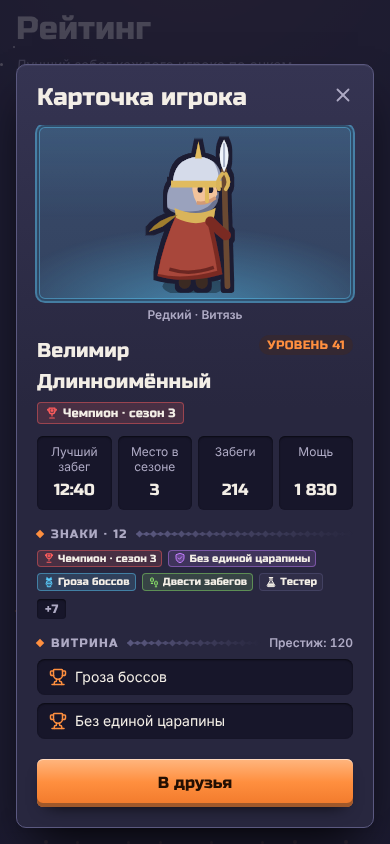 Рейтинг
Карточка игрока
Редкий · Витязь
Велимир
Длинноимённый
УРОВЕНЬ 41
Чемпион · сезон 3
Лучший забег
12:40
Место в сезоне
3
Забеги
214
Мощь
1 830
ЗНАКИ · 12
Чемпион · сезон 3
Без единой царапины
Гроза боссов
Двести забегов
Тестер
+7
ВИТРИНА
Престиж: 120
Гроза боссов
Без единой царапины
В друзья